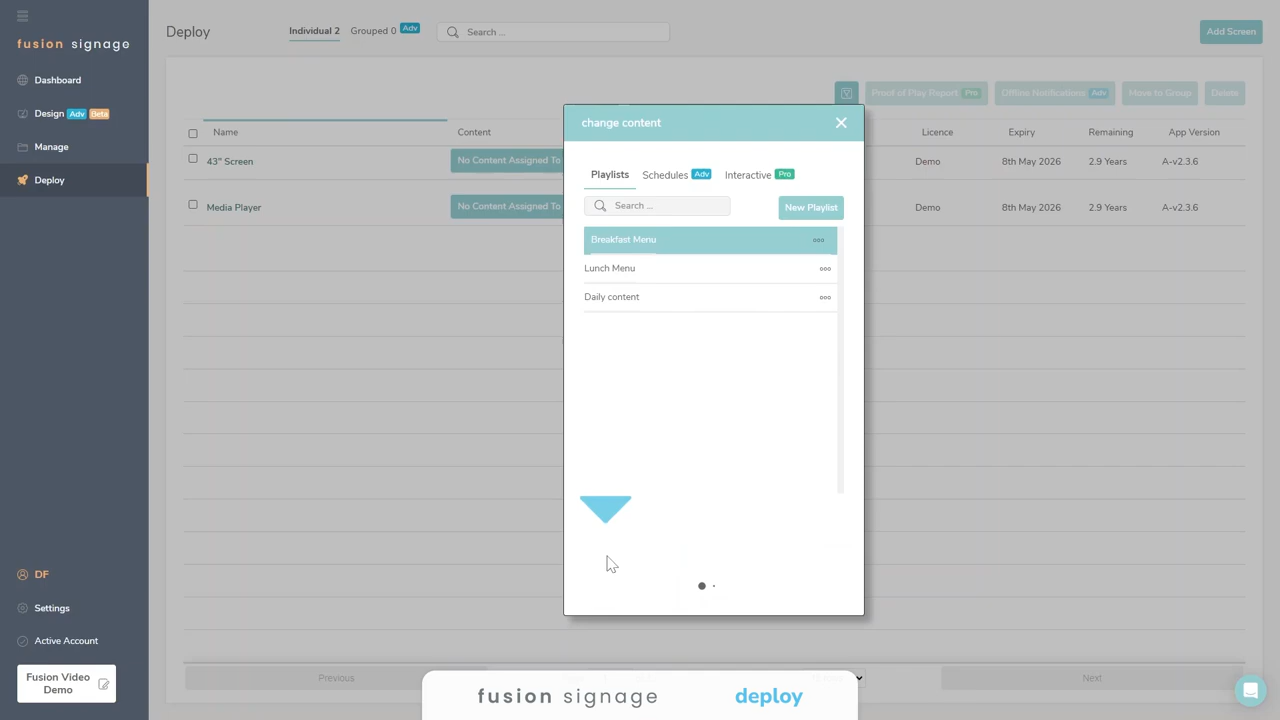 fusion signage
Dashboard
Design Adv Beta
Manage
Deploy
DF
Settings
Active Account
Fusion Video
Demo
Deploy
Individual 2
Grouped 0 Adv
Search ...
Add Screen
Proof of Play Report Pro
Offline Notifications Adv
Move to Group
Delete
Name
Content
Licence
Expiry
Remaining
App Version
43" Screen
No Content Assigned To
Demo
8th May 2026
2.9 Years
A-v2.3.6
Media Player
No Content Assigned To
Demo
8th May 2026
2.9 Years
A-v2.3.6
change content
Playlists
Schedules Adv
Interactive Pro
Search ...
New Playlist
Breakfast Menu
Lunch Menu
Daily content
Previous
Next
fusion signage deploy